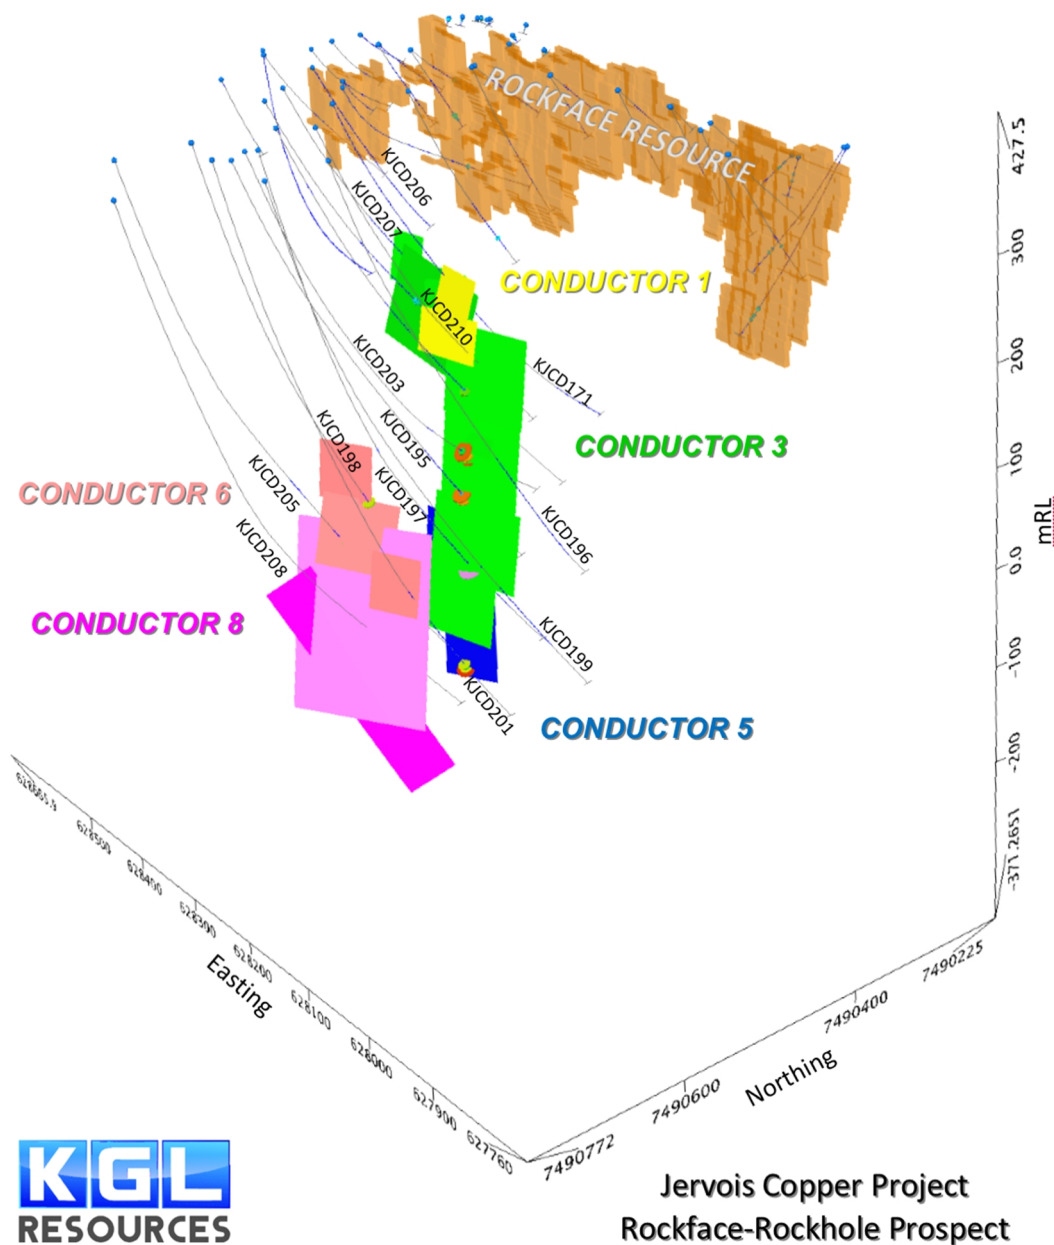 ROCKFACE RESOURCE
427.5
KJCD206
KJCD207
300
CONDUCTOR 1
KJCD210
KJCD203
200
KJCD171
KJCD195
CONDUCTOR 3
KJCD198
100
CONDUCTOR 6
KJCD205
KJCD197
mRL
KJCD196
KJCD208
0.0
CONDUCTOR 8
KJCD199
-100
KJCD201
CONDUCTOR 5
-200
628665.9
-371.2651
628500
628400
628300
628200
7490225
Easting
628100
7490400
628000
Northing
627900
7490600
627760
7490772
KGL
RESOURCES
Jervois Copper Project
Rockface-Rockhole Prospect